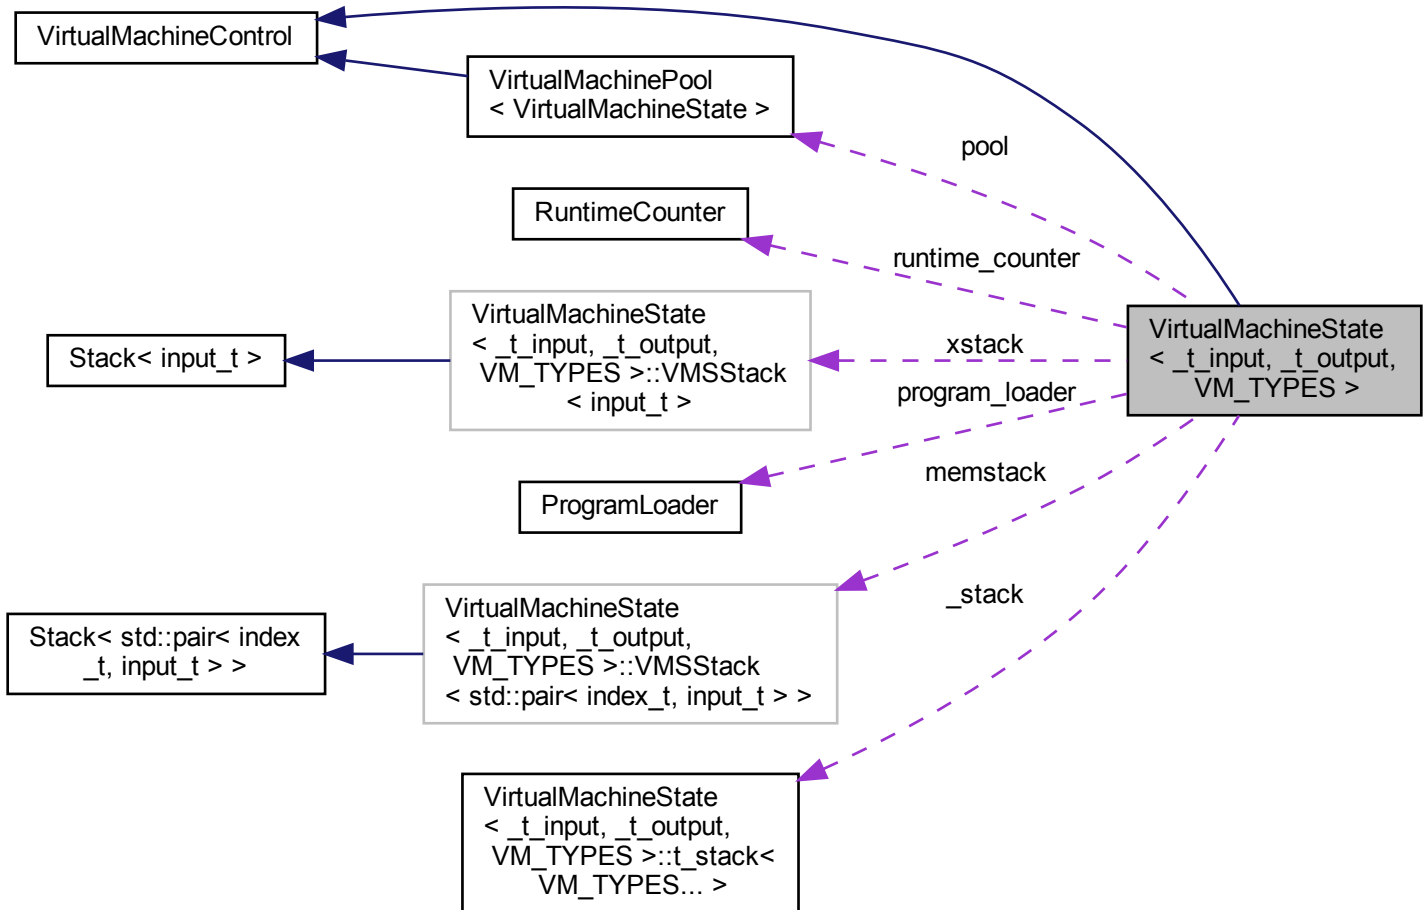 VirtualMachineControl
VirtualMachinePool
< VirtualMachineState >
pool
RuntimeCounter
runtime_counter
Stack< input_t >
VirtualMachineState
< _t_input, _t_output,
VM_TYPES >::VMSStack
< input_t >
xstack
VirtualMachineState
< _t_input, _t_output,
VM_TYPES >
program_loader
ProgramLoader
memstack
Stack< std::pair< index
_t, input_t > >
VirtualMachineState
< _t_input, _t_output,
VM_TYPES >::VMSStack
< std::pair< index_t, input_t > >
_stack
VirtualMachineState
< _t_input, _t_output,
VM_TYPES >::t_stack<
VM_TYPES... >